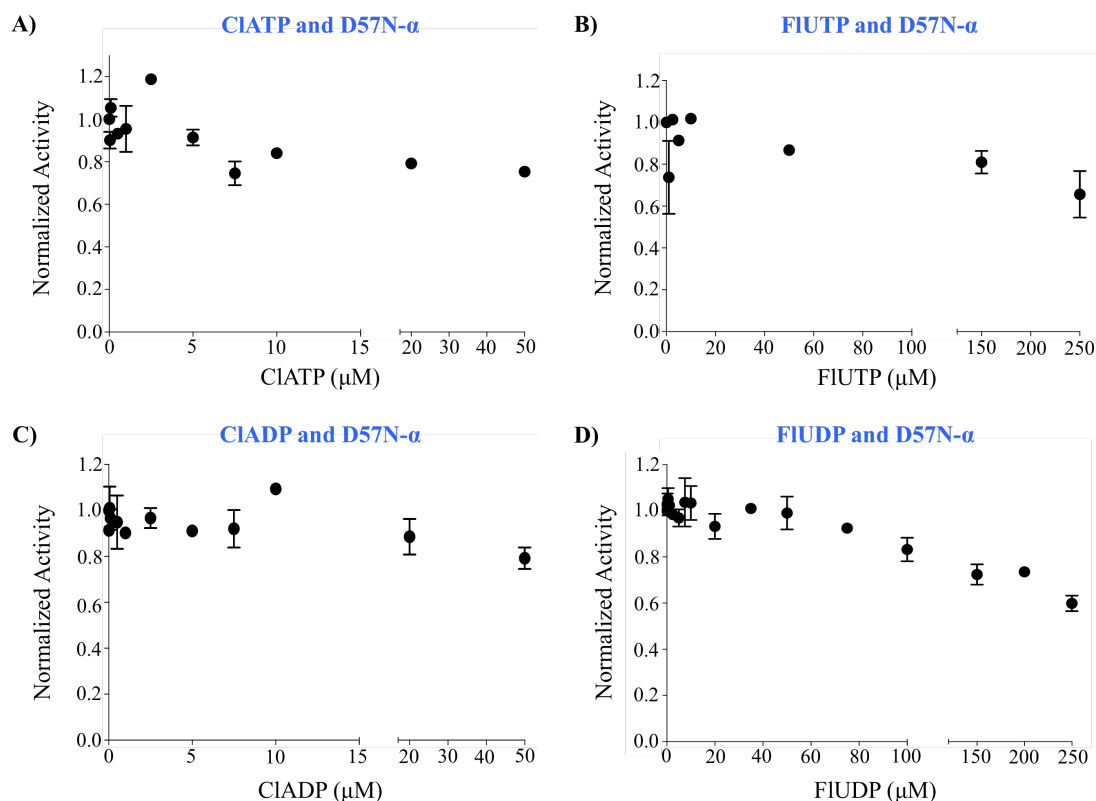 A)
ClATP and D57N-α
Normalized Activity
1.2
1.0
0.8
0.6
0.4
0.2
0.0
0 5 10 15 20 30 40 50
ClATP (μM)
B)
FlUTP and D57N-α
Normalized Activity
1.2
1.0
0.8
0.6
0.4
0.2
0.0
0 20 40 60 80 100 150 200 250
FlUTP (μM)
C)
ClADP and D57N-α
Normalized Activity
1.2
1.0
0.8
0.6
0.4
0.2
0.0
0 5 10 15 20 30 40 50
ClADP (μM)
D)
FlUDP and D57N-α
Normalized Activity
1.2
1.0
0.8
0.6
0.4
0.2
0.0
0 20 40 60 80 100 150 200 250
FlUDP (μM)